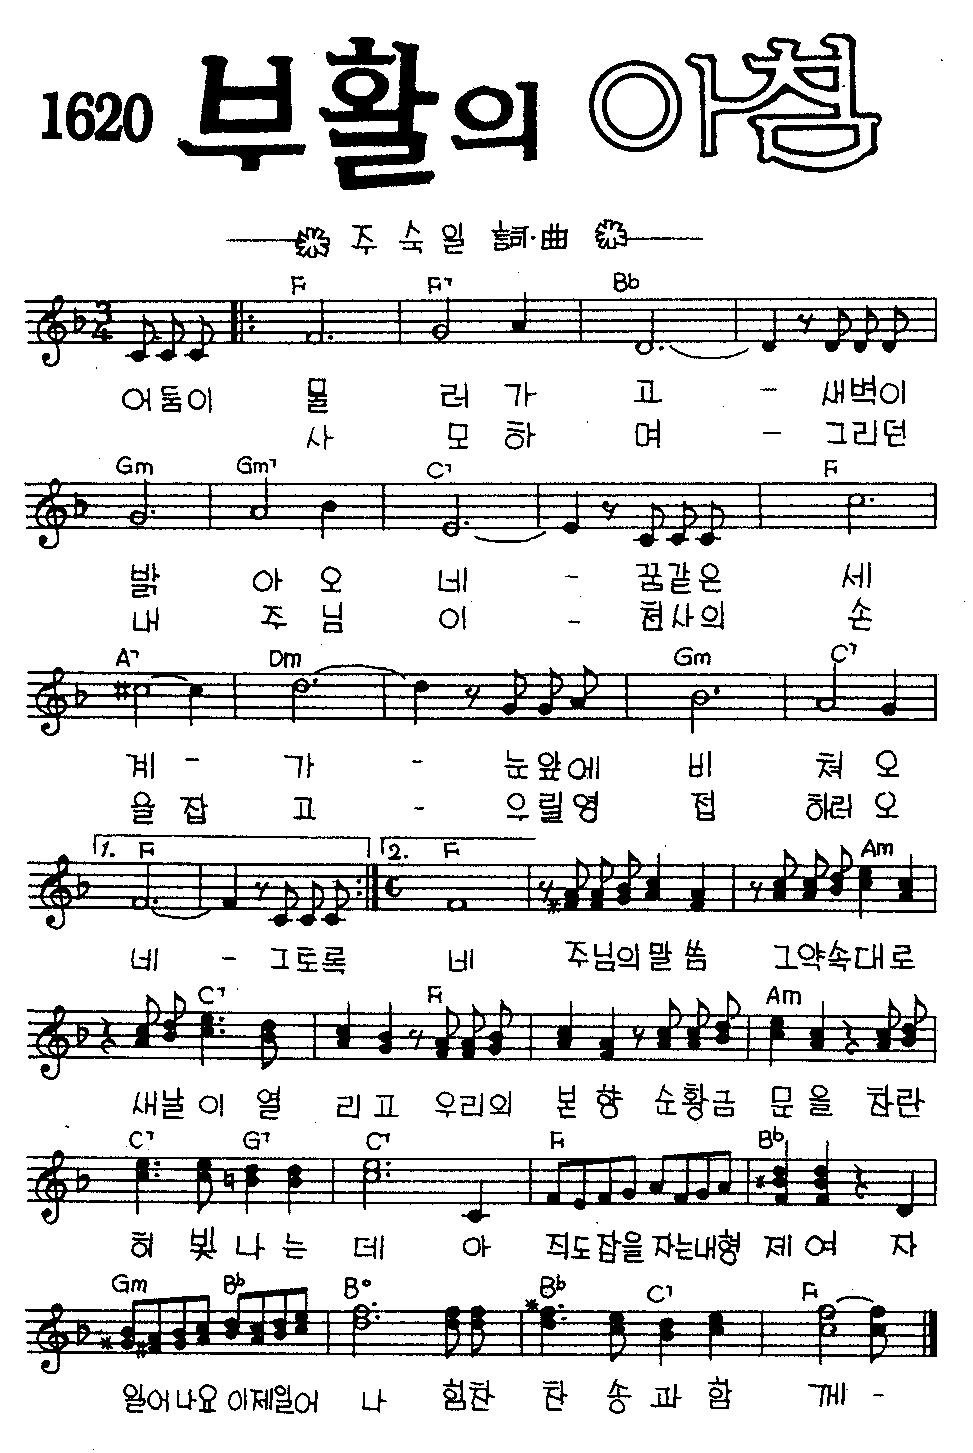 1620 부활의 아침
주 숙 일 詞·曲
F F7 Bb
어둠이 물 러 가 고 - 새벽이
사 모 하 며 - 그리던
Gm Gm7 C7 F
밝 아 오 네 - 꿈같은 세
내 주 님 이 - 천사의 손
A7 Dm Gm C7
계 - 가 - 눈앞에 비 쳐 오
을 잡 고 - 우릴영 접 하러 오
1. F 2. F Am
네 - 그토록 네 주님의 말 씀 그약속대로
C7 F Am
새날 이 열 리 고 우리의 본 향 순황금 문 을 찬란
C7 G7 C7 F Bb
히 빛 나 는 데 아 직도잠을 자는내형 제 여 자
Gm Bb B° Bb C7 F
일어나요 이제일어 나 힘찬 찬 송 과 함 께 -